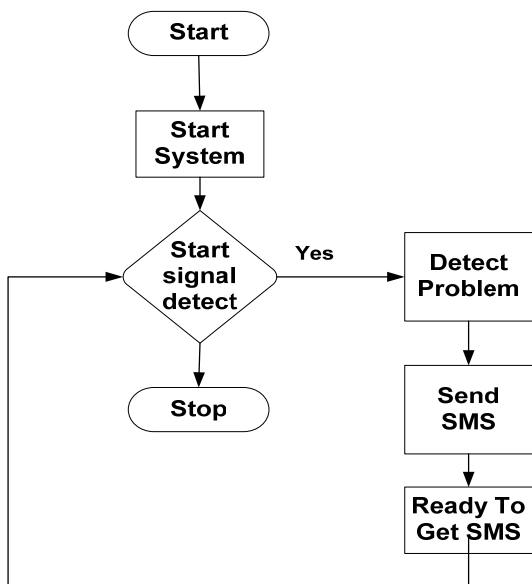 Start
Start
System
Start
signal
detect
Yes
Stop
Detect
Problem
Send
SMS
Ready To
Get SMS